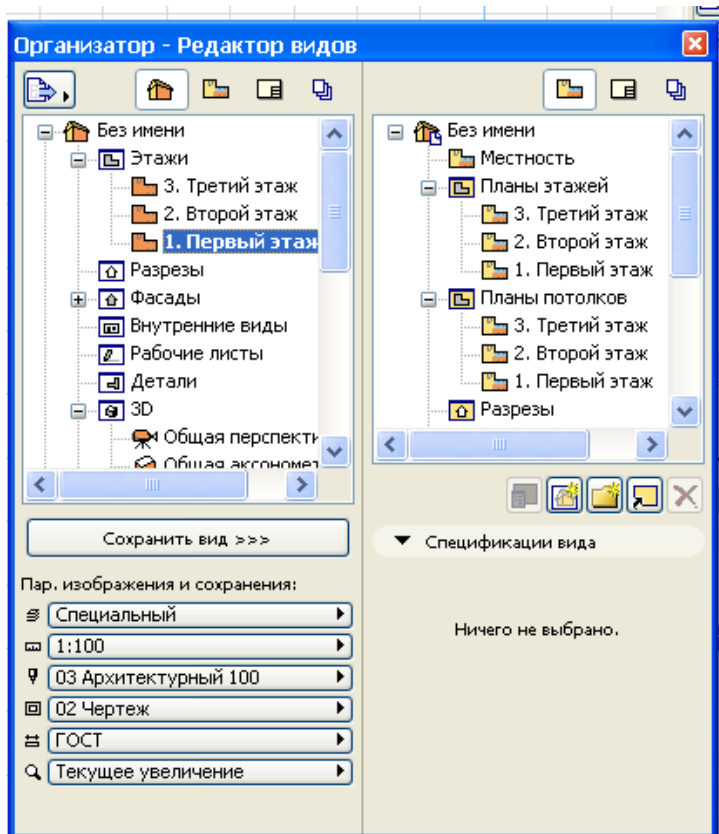 Организатор - Редактор видов
Без имени
Этажи
3. Третий этаж
2. Второй этаж
1. Первый этаж
Разрезы
Фасады
Внутренние виды
Рабочие листы
Детали
3D
Общая перспекти
Общая аксономет
Сохранить вид >>>
Пар. изображения и сохранения:
Специальный
1:100
03 Архитектурный 100
02 Чертеж
ГОСТ
Текущее увеличение
Без имени
Местность
Планы этажей
3. Третий этаж
2. Второй этаж
1. Первый этаж
Планы потолков
3. Третий этаж
2. Второй этаж
1. Первый этаж
Разрезы
Спецификации вида
Ничего не выбрано.